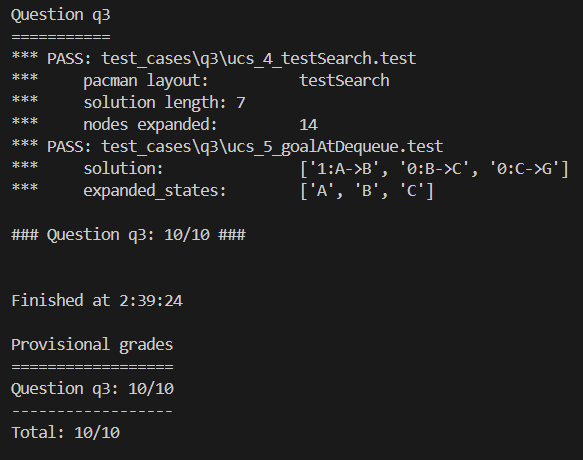 Question q3
===========
*** PASS: test_cases\q3\ucs_4_testSearch.test
***     pacman layout:          testSearch
***     solution length: 7
***     nodes expanded:         14
*** PASS: test_cases\q3\ucs_5_goalAtDequeue.test
***     solution:               ['1:A->B', '0:B->C', '0:C->G']
***     expanded_states:        ['A', 'B', 'C']
### Question q3: 10/10 ###
Finished at 2:39:24
Provisional grades
==================
Question q3: 10/10
------------------
Total: 10/10